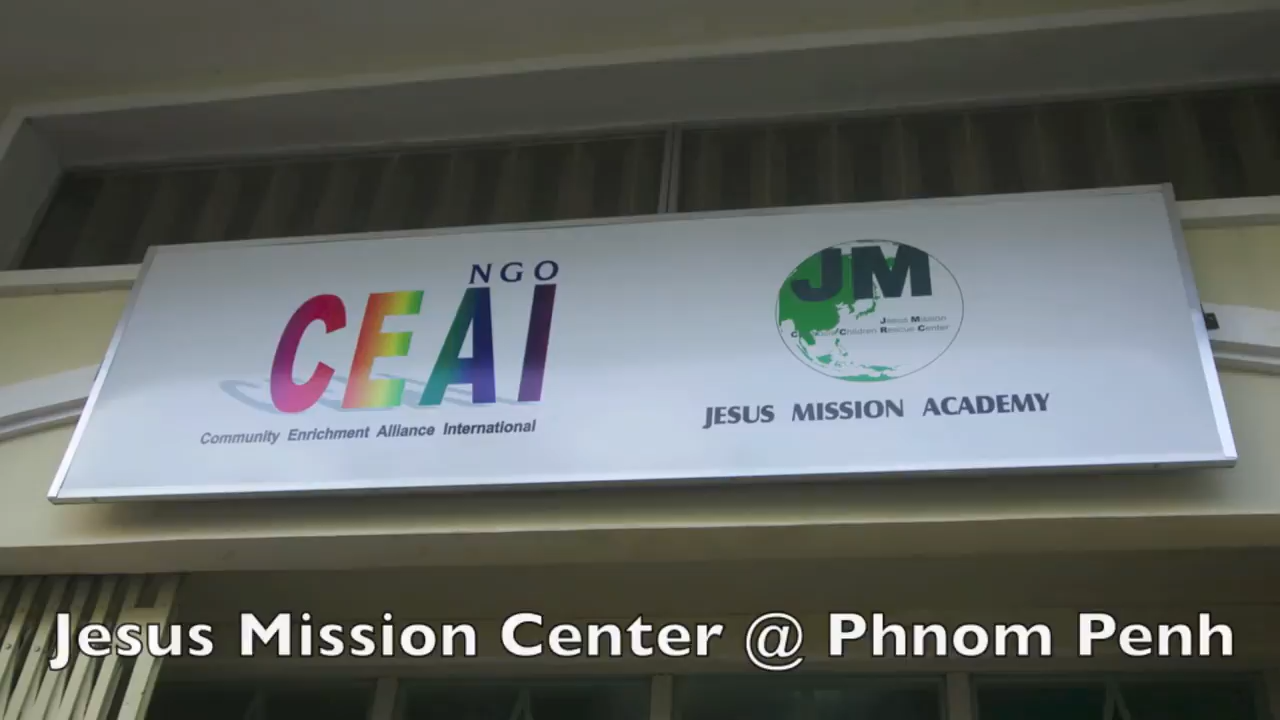 NGO
CEAI
Community Enrichment Alliance International
JM
Jesus Mission
Children Rescue Center
JESUS MISSION ACADEMY
Jesus Mission Center @ Phnom Penh